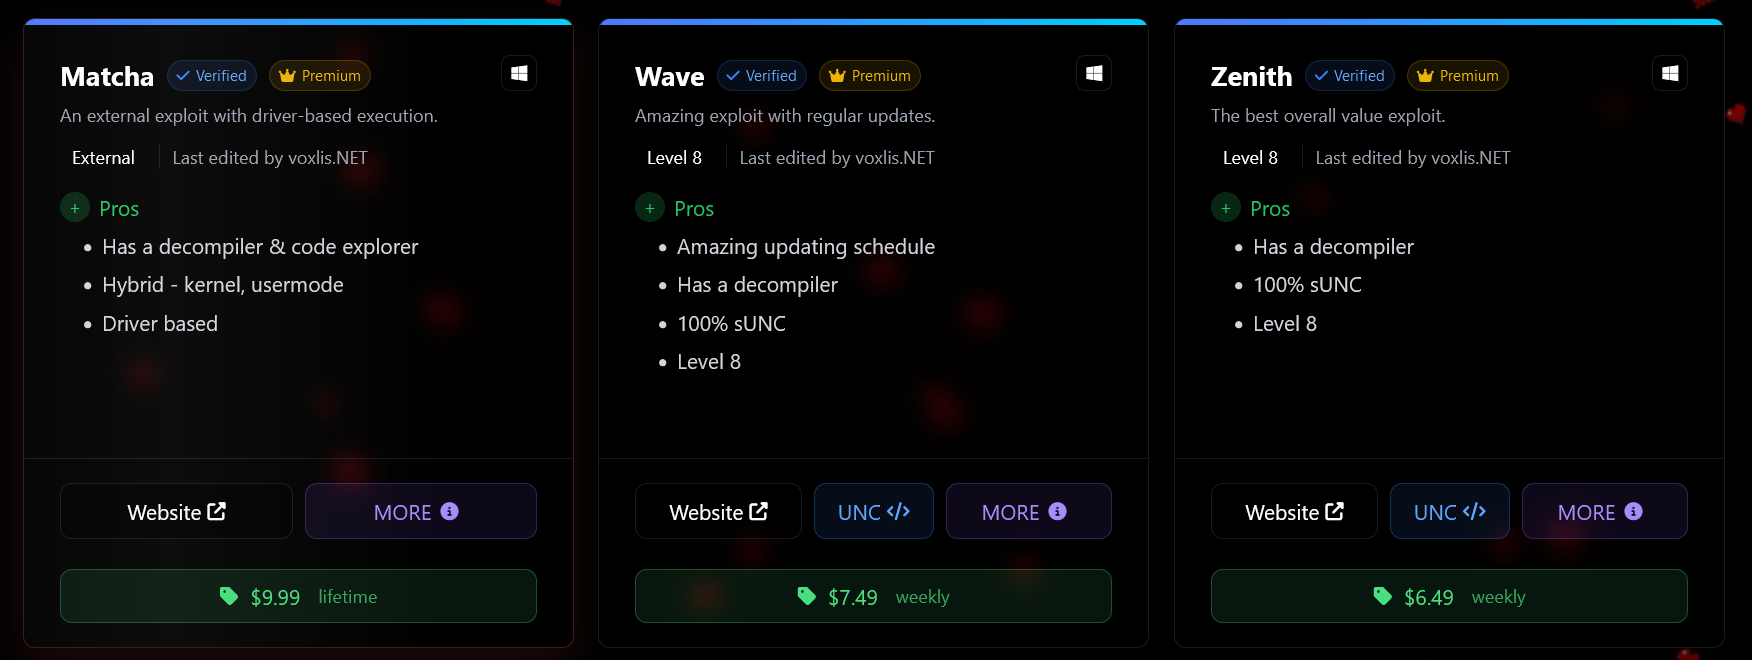 Matcha Verified Premium
An external exploit with driver-based execution.
External Last edited by voxlis.NET
+ Pros
• Has a decompiler & code explorer
• Hybrid - kernel, usermode
• Driver based
Website MORE
$9.99 lifetime
Wave Verified Premium
Amazing exploit with regular updates.
Level 8 Last edited by voxlis.NET
+ Pros
• Amazing updating schedule
• Has a decompiler
• 100% sUNC
• Level 8
Website UNC </> MORE
$7.49 weekly
Zenith Verified Premium
The best overall value exploit.
Level 8 Last edited by voxlis.NET
+ Pros
• Has a decompiler
• 100% sUNC
• Level 8
Website UNC </> MORE
$6.49 weekly